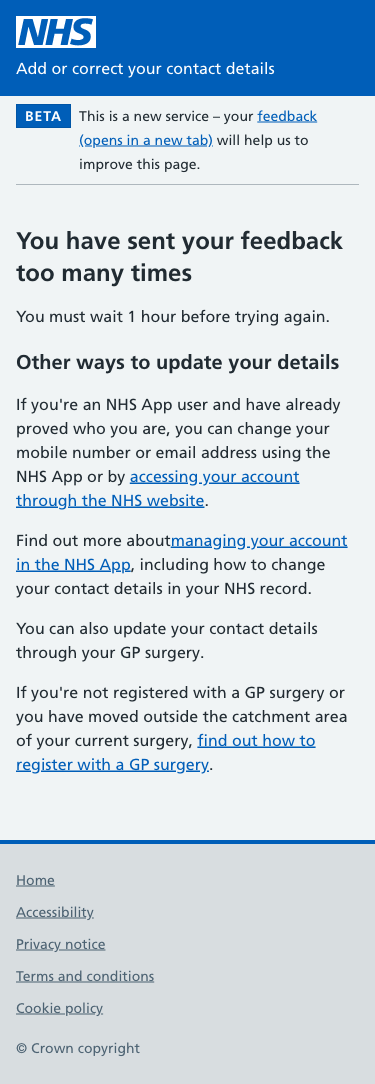 NHS
Add or correct your contact details
BETA
This is a new service – your feedback
(opens in a new tab) will help us to
improve this page.
You have sent your feedback
too many times
You must wait 1 hour before trying again.
Other ways to update your details
If you're an NHS App user and have already
proved who you are, you can change your
mobile number or email address using the
NHS App or by accessing your account
through the NHS website.
Find out more aboutmanaging your account
in the NHS App, including how to change
your contact details in your NHS record.
You can also update your contact details
through your GP surgery.
If you're not registered with a GP surgery or
you have moved outside the catchment area
of your current surgery, find out how to
register with a GP surgery.
Home
Accessibility
Privacy notice
Terms and conditions
Cookie policy
© Crown copyright